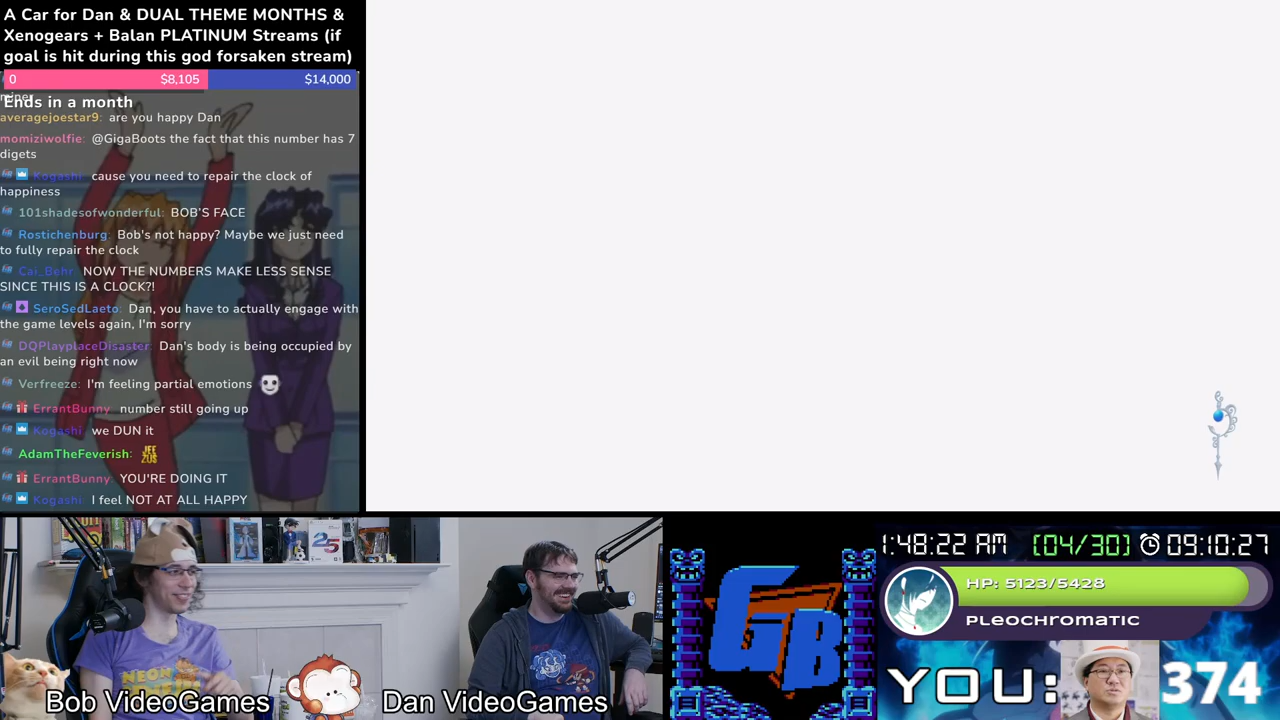 A Car for Dan & DUAL THEME MONTHS &
Xenogears + Balan PLATINUM Streams (if
goal is hit during this god forsaken stream)
0 $8,105 $14,000
Ends in a month
averagejoestar9: are you happy Dan
momiziwolfie: @GigaBoots the fact that this number has 7
digets
Kogashi: cause you need to repair the clock of
happiness
101shadesofwonderful: BOB'S FACE
Rostichenburg: Bob's not happy? Maybe we just need
to fully repair the clock
Cai_Behr: NOW THE NUMBERS MAKE LESS SENSE
SINCE THIS IS A CLOCK?!
SeroSedLaeto: Dan, you have to actually engage with
the game levels again, I'm sorry
DQPlayplaceDisaster: Dan's body is being occupied by
an evil being right now
Verfreeze: I'm feeling partial emotions
ErrantBunny: number still going up
Kogashi: we DUN it
AdamTheFeverish: JEE
ZUS
ErrantBunny: YOU'RE DOING IT
Kogashi: I feel NOT AT ALL HAPPY
25
NEON
Bob VideoGames
Dan VideoGames
GB
1:48:22 AM [04/30] 09:10:27
HP: 5123/5428
PLEOCHROMATIC
YOU: 374